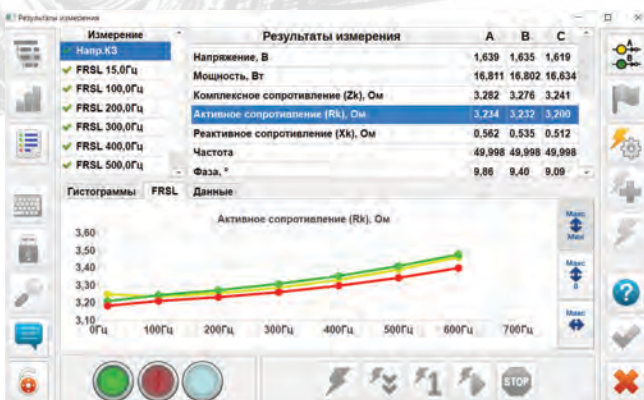 Результаты измерения
Измерение
Напр.КЗ
FRSL 15,0Гц
FRSL 100,0Гц
FRSL 200,0Гц
FRSL 300,0Гц
FRSL 400,0Гц
FRSL 500,0Гц
Результаты измерения A B C
Напряжение, В 1,639 1,635 1,619
Мощность, Вт 16,811 16,802 16,634
Комплексное сопротивление (Zk), Ом 3,282 3,276 3,241
Активное сопротивление (Rk), Ом 3,234 3,232 3,200
Реактивное сопротивление (Xk), Ом 0,562 0,535 0,512
Частота 49,998 49,998 49,998
Фаза, ° 9,86 9,40 9,09
Гистограммы FRSL Данные
Активное сопротивление (Rk), Ом
3,60
3,50
3,40
3,30
3,20
3,10
0Гц 100Гц 200Гц 300Гц 400Гц 500Гц 600Гц 700Гц
Макс
Мин
Макс
0
Макс
A
B
1
STOP
?